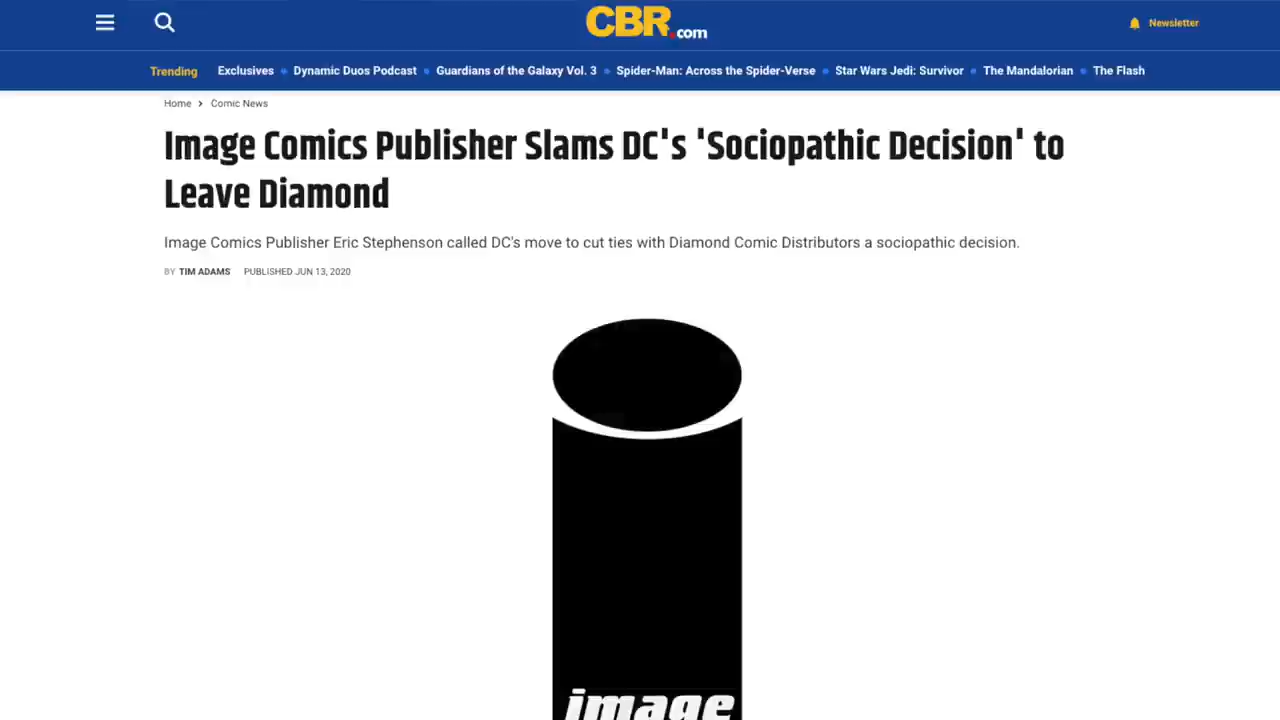 CBR.com
Newsletter
Trending Exclusives Dynamic Duos Podcast Guardians of the Galaxy Vol. 3 Spider-Man: Across the Spider-Verse Star Wars Jedi: Survivor The Mandalorian The Flash
Home > Comic News
Image Comics Publisher Slams DC's 'Sociopathic Decision' to
Leave Diamond
Image Comics Publisher Eric Stephenson called DC's move to cut ties with Diamond Comic Distributors a sociopathic decision.
BY TIM ADAMS PUBLISHED JUN 13, 2020
image